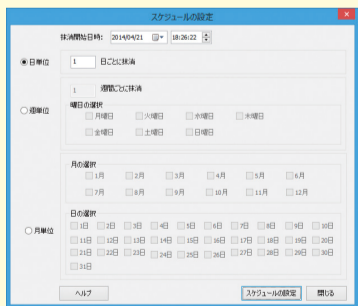 スケジュールの設定
抹消開始日時: 2014/04/21 18:26:22
日単位
1 日ごとに抹消
週単位
1 週間ごとに抹消
曜日の選択
月曜日 火曜日 水曜日 木曜日
金曜日 土曜日 日曜日
月単位
月の選択
1月 2月 3月 4月 5月 6月
7月 8月 9月 10月 11月 12月
日の選択
1日 2日 3日 4日 5日 6日 7日 8日 9日 10日
11日 12日 13日 14日 15日 16日 17日 18日 19日 20日
21日 22日 23日 24日 25日 26日 27日 28日 29日 30日
31日
ヘルプ スケジュールの設定 閉じる